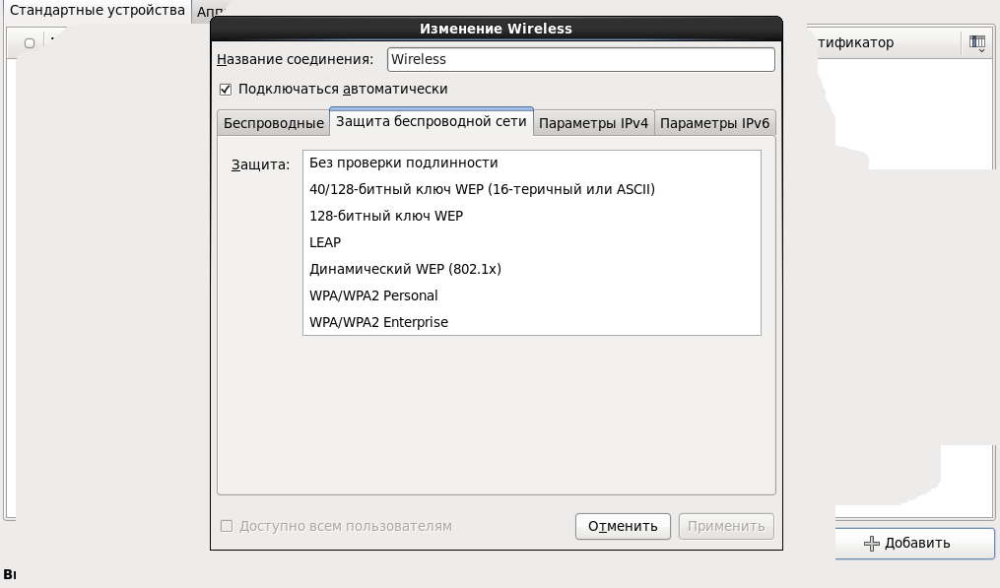 Стандартные устройства
Изменение Wireless
тификатор
Название соединения: Wireless
Подключаться автоматически
Беспроводные Защита беспроводной сети Параметры IPv4 Параметры IPv6
Защита: Без проверки подлинности
40/128-битный ключ WEP (16-теричный или ASCII)
128-битный ключ WEP
LEAP
Динамический WEP (802.1x)
WPA/WPA2 Personal
WPA/WPA2 Enterprise
Доступно всем пользователям Отменить Применить
Добавить